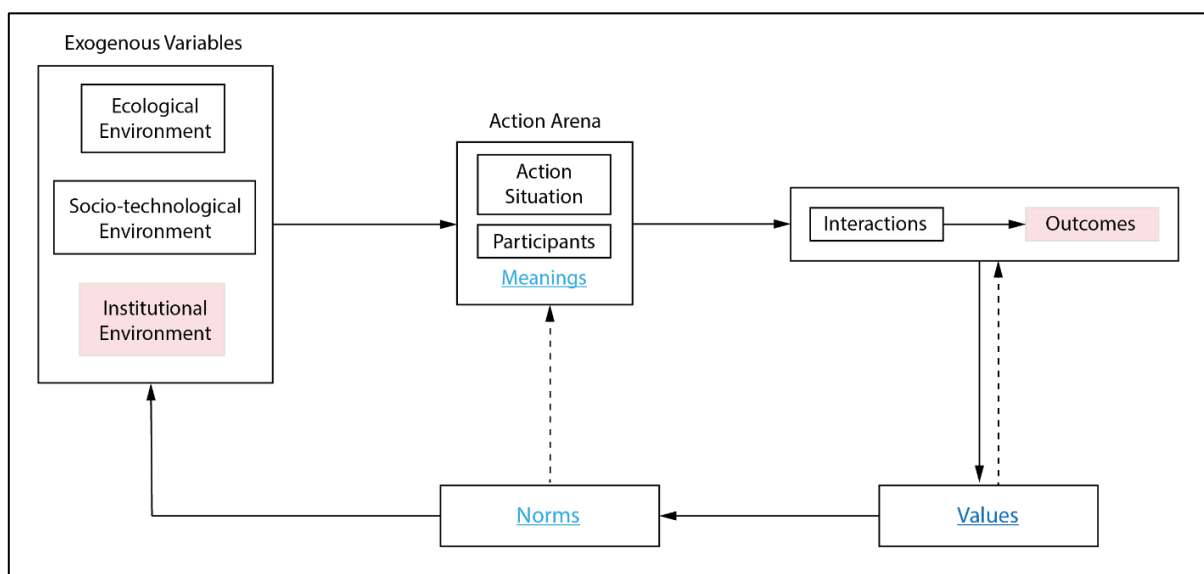 Exogenous Variables
Ecological
Environment
Socio-technological
Environment
Institutional
Environment
Action Arena
Action
Situation
Participants
Meanings
Interactions
Outcomes
Norms
Values